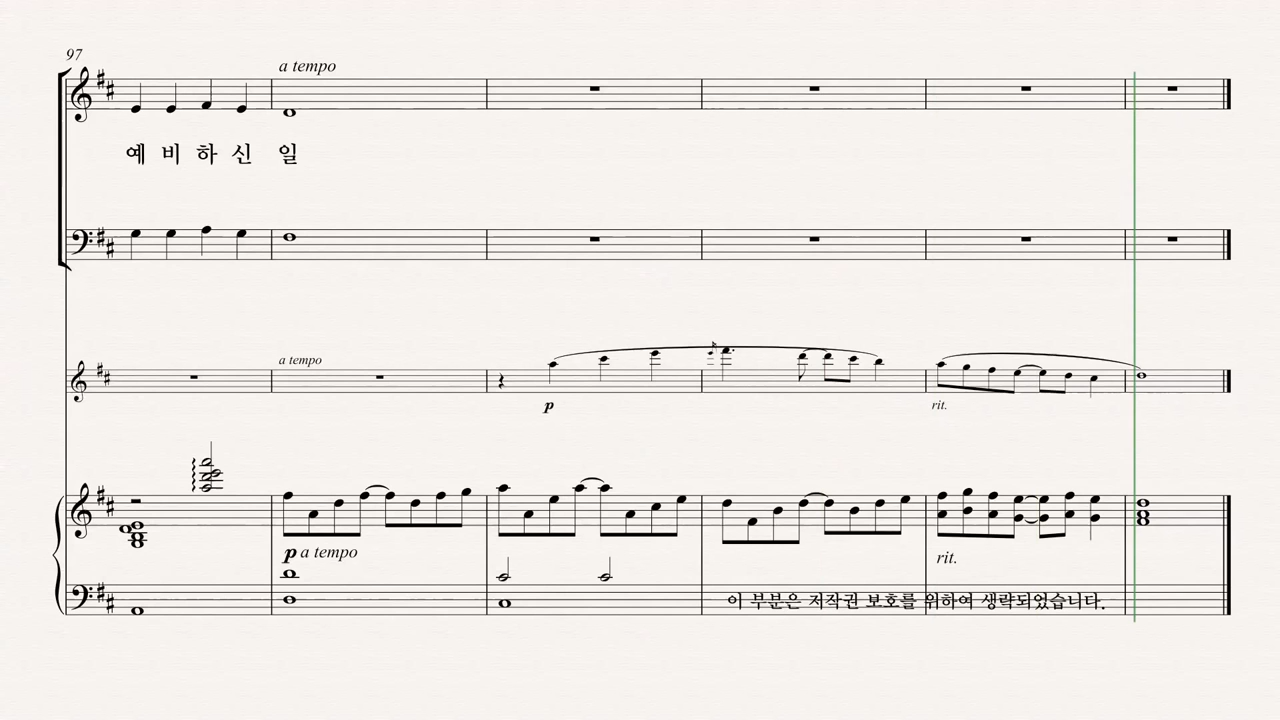 97
a tempo
예 비 하 신 일
a tempo
p
rit.
p a tempo
rit.
이 부분은 저작권 보호를 위하여 생략되었습니다.